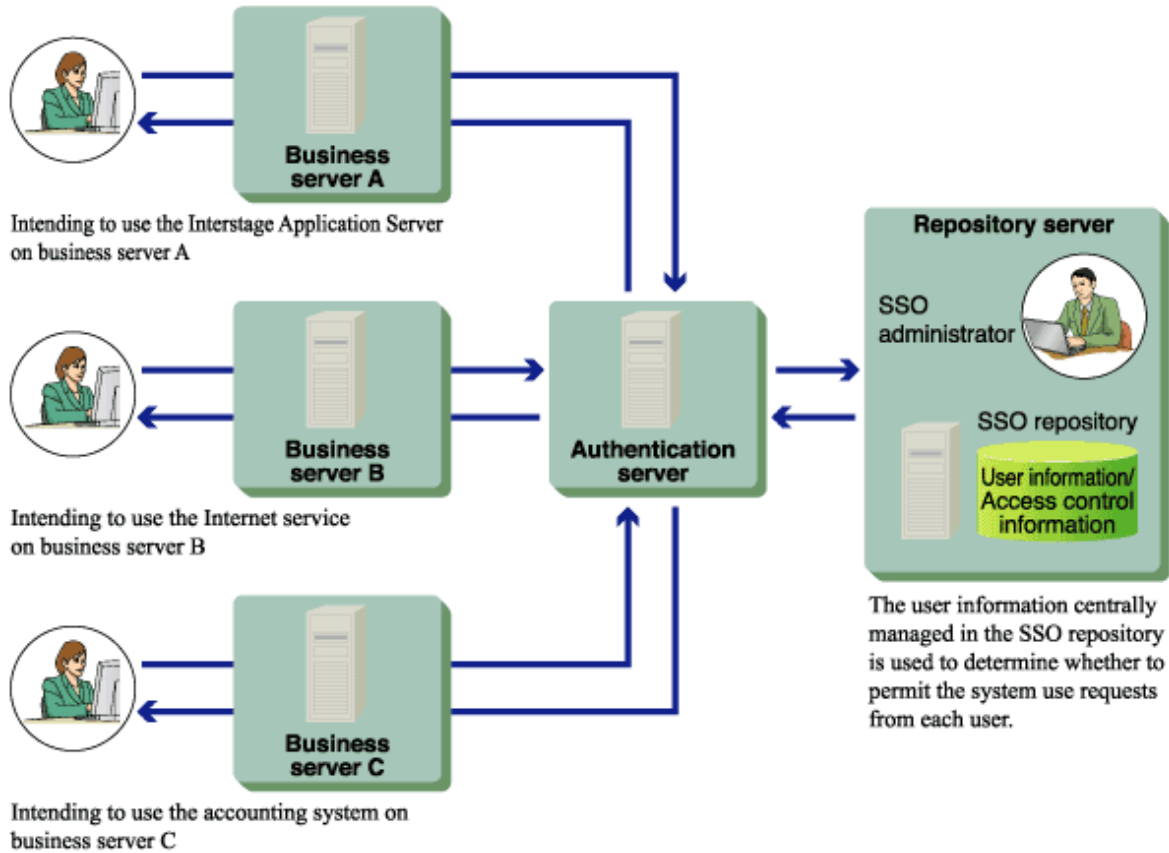 Business
server A
Intending to use the Interstage Application Server
on business server A
Business
server B
Intending to use the Internet service
on business server B
Business
server C
Intending to use the accounting system on
business server C
Authentication
server
Repository server
SSO
administrator
SSO repository
User information/
Access control
information
The user information centrally
managed in the SSO repository
is used to determine whether to
permit the system use requests
from each user.